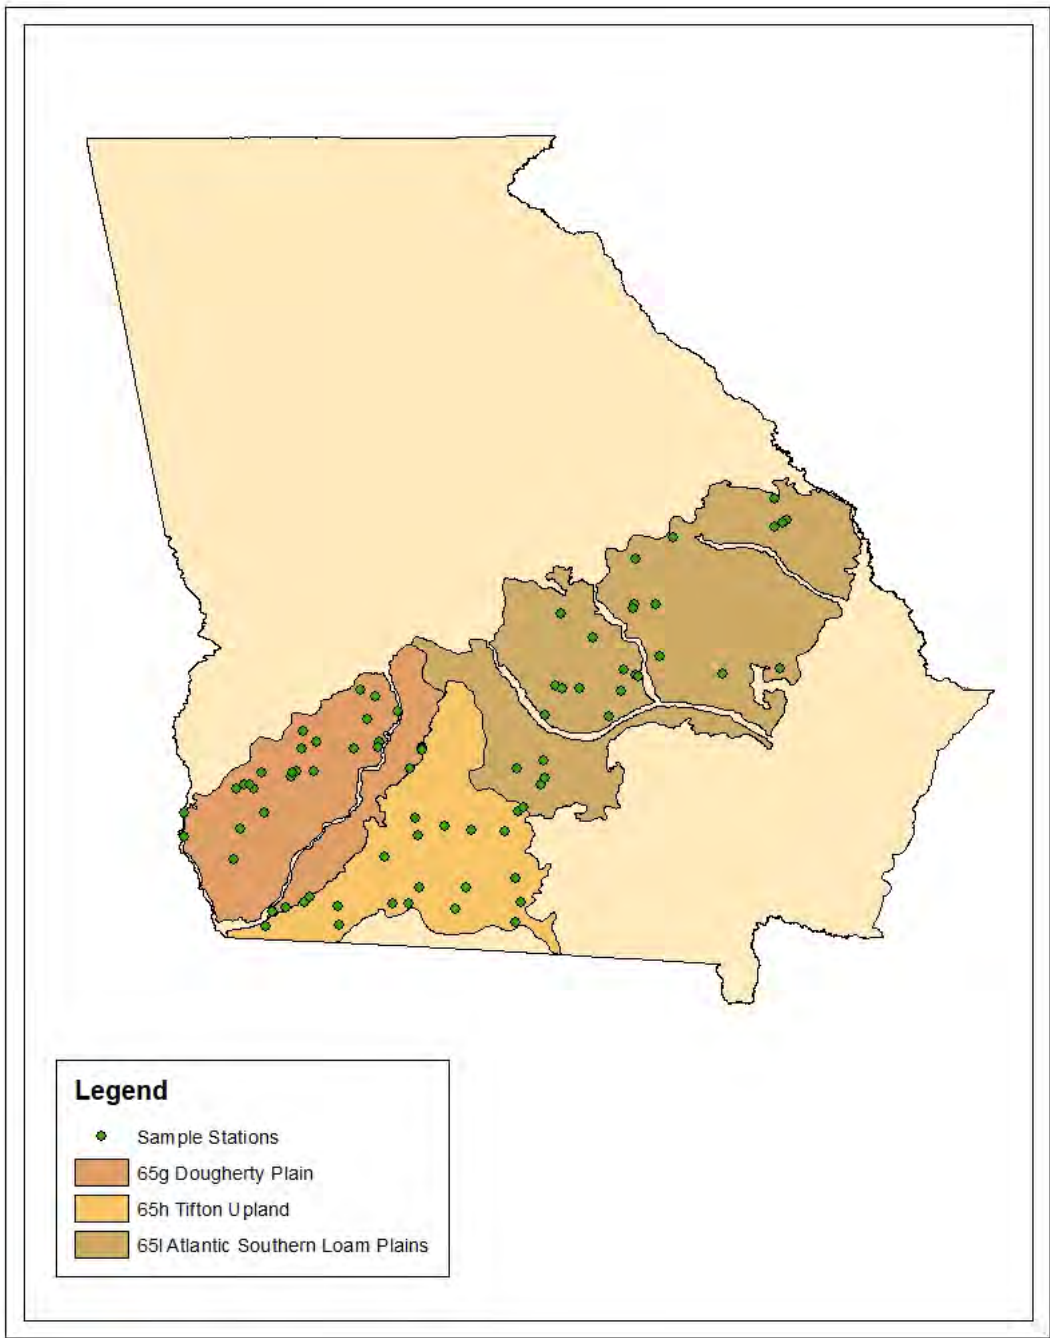 Legend
Sample Stations
65g Dougherty Plain
65h Tifton Upland
65l Atlantic Southern Loam Plains